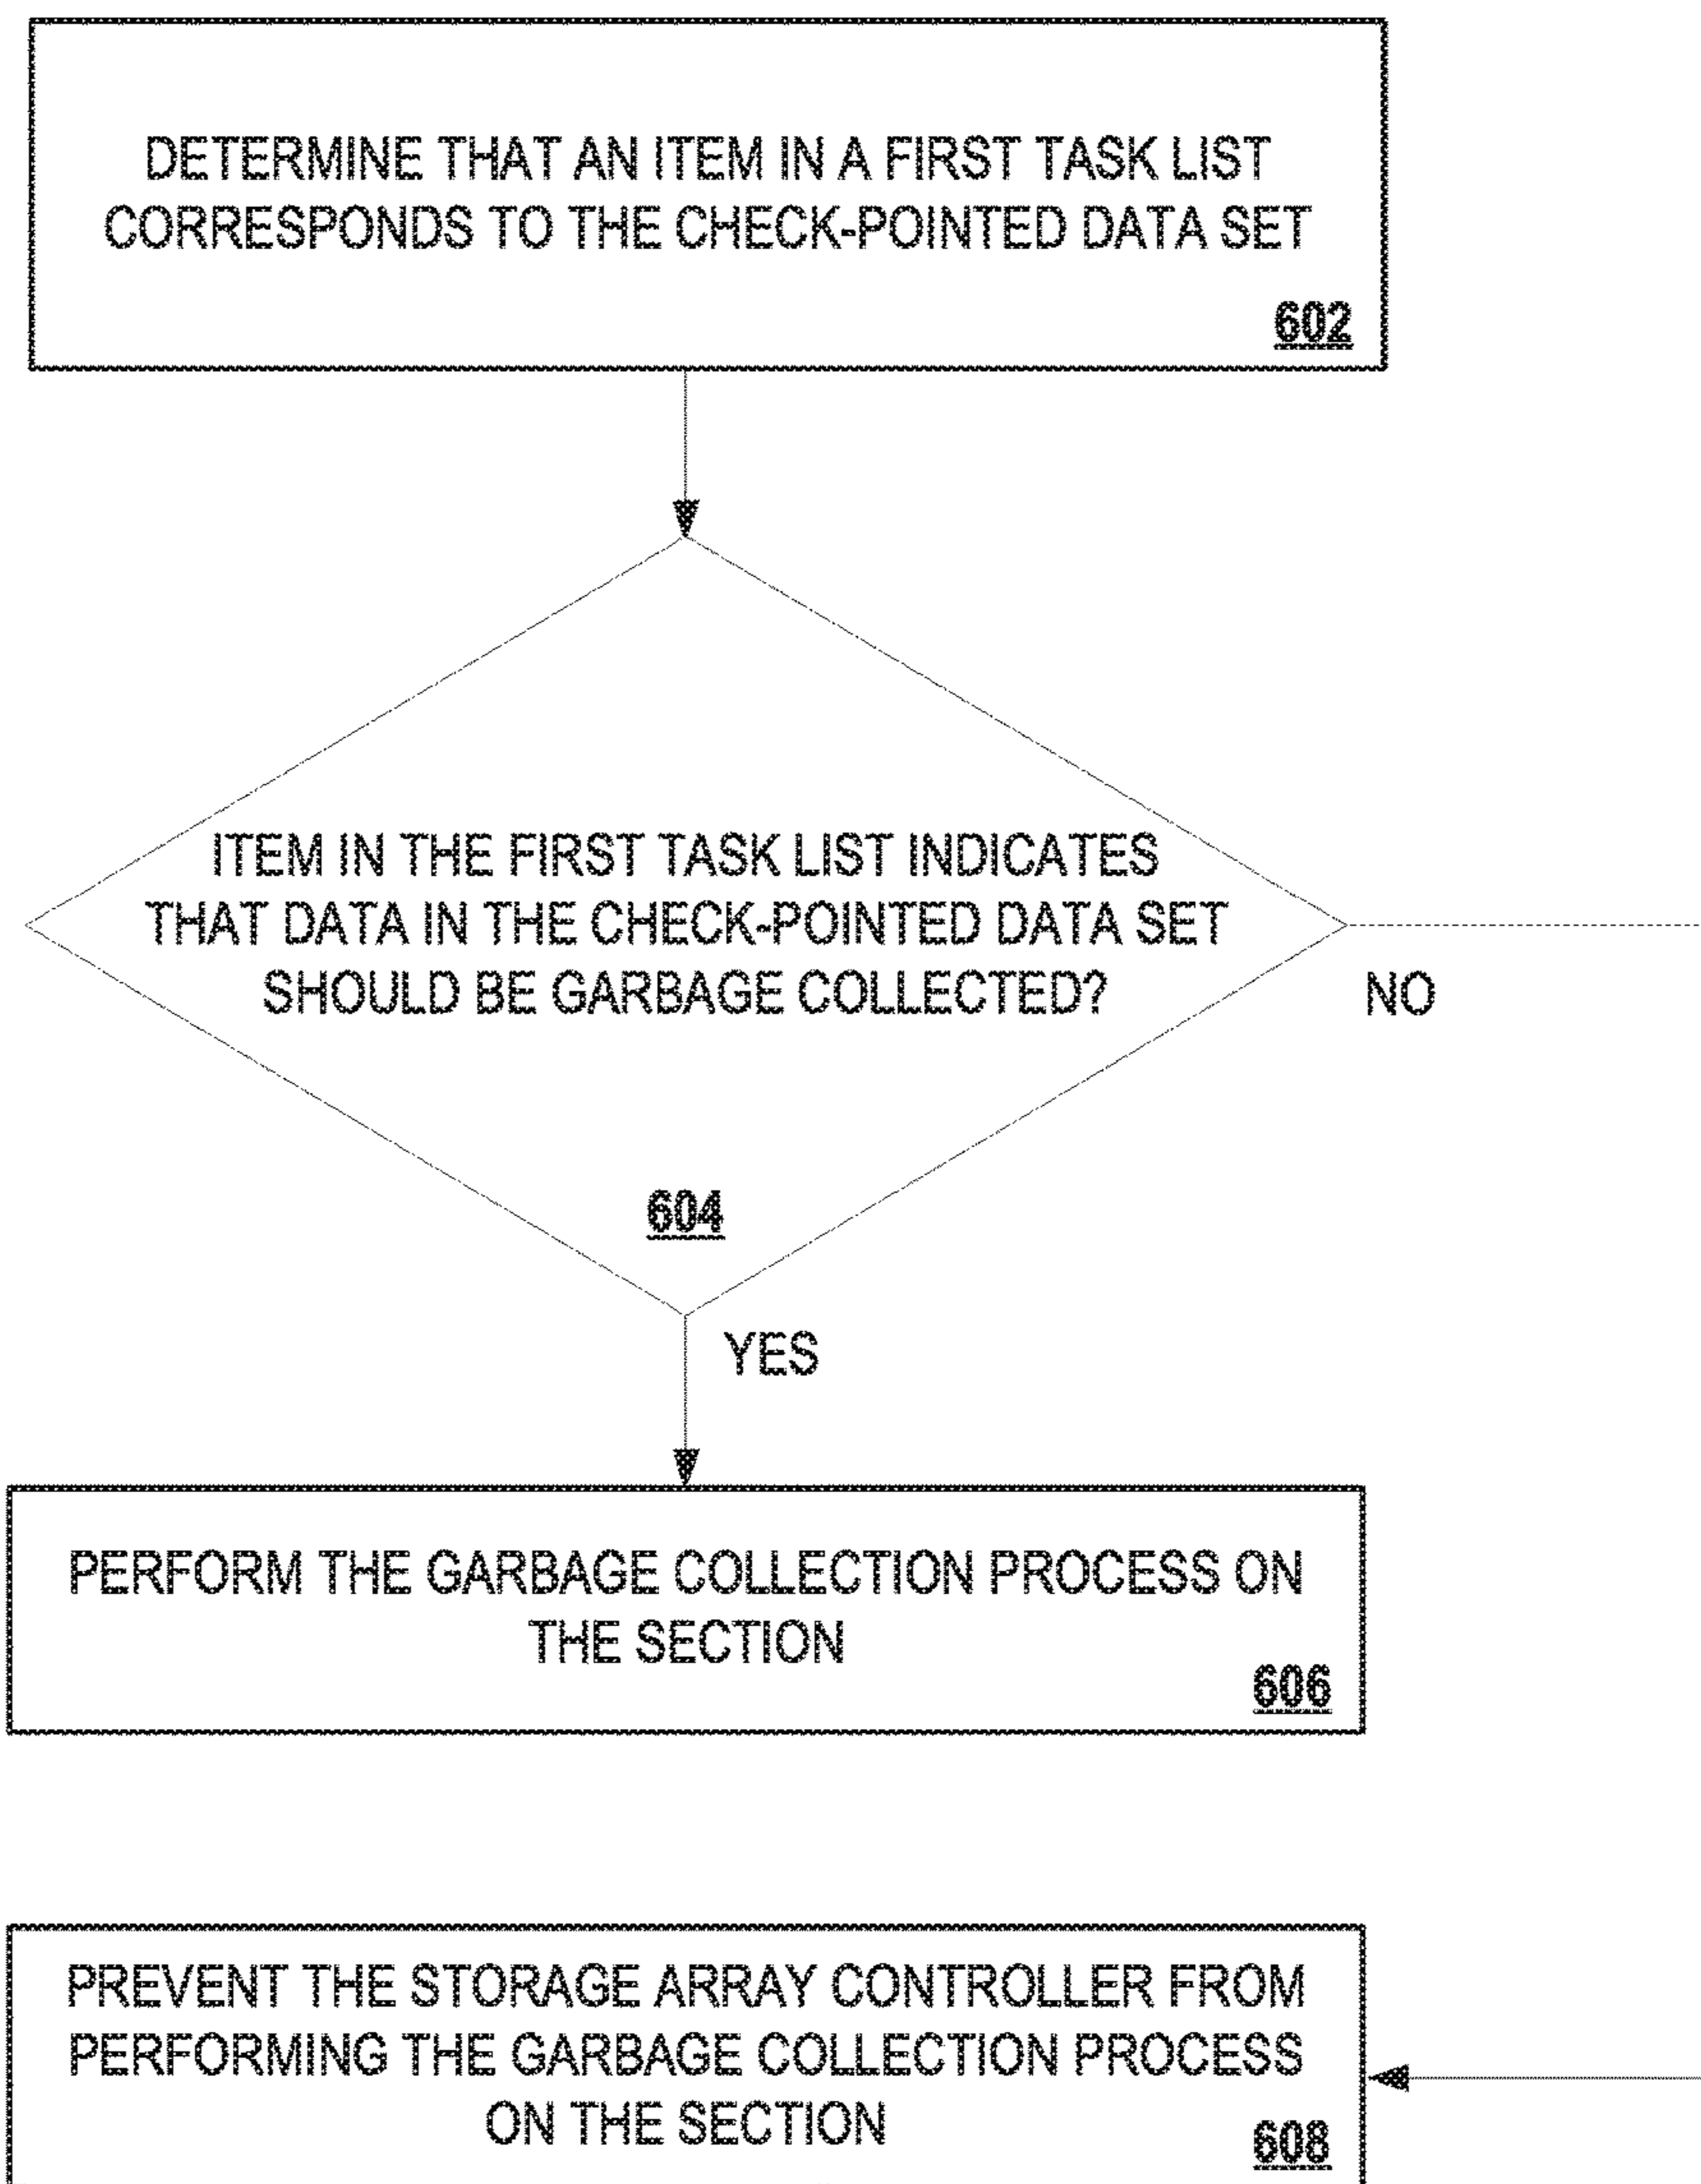 DETERMINE THAT AN ITEM IN A FIRST TASK LIST
CORRESPONDS TO THE CHECK-POINTED DATA SET
602
ITEM IN THE FIRST TASK LIST INDICATES
THAT DATA IN THE CHECK-POINTED DATA SET
SHOULD BE GARBAGE COLLECTED?
NO
604
YES
PERFORM THE GARBAGE COLLECTION PROCESS ON
THE SECTION
606
PREVENT THE STORAGE ARRAY CONTROLLER FROM
PERFORMING THE GARBAGE COLLECTION PROCESS
ON THE SECTION
608